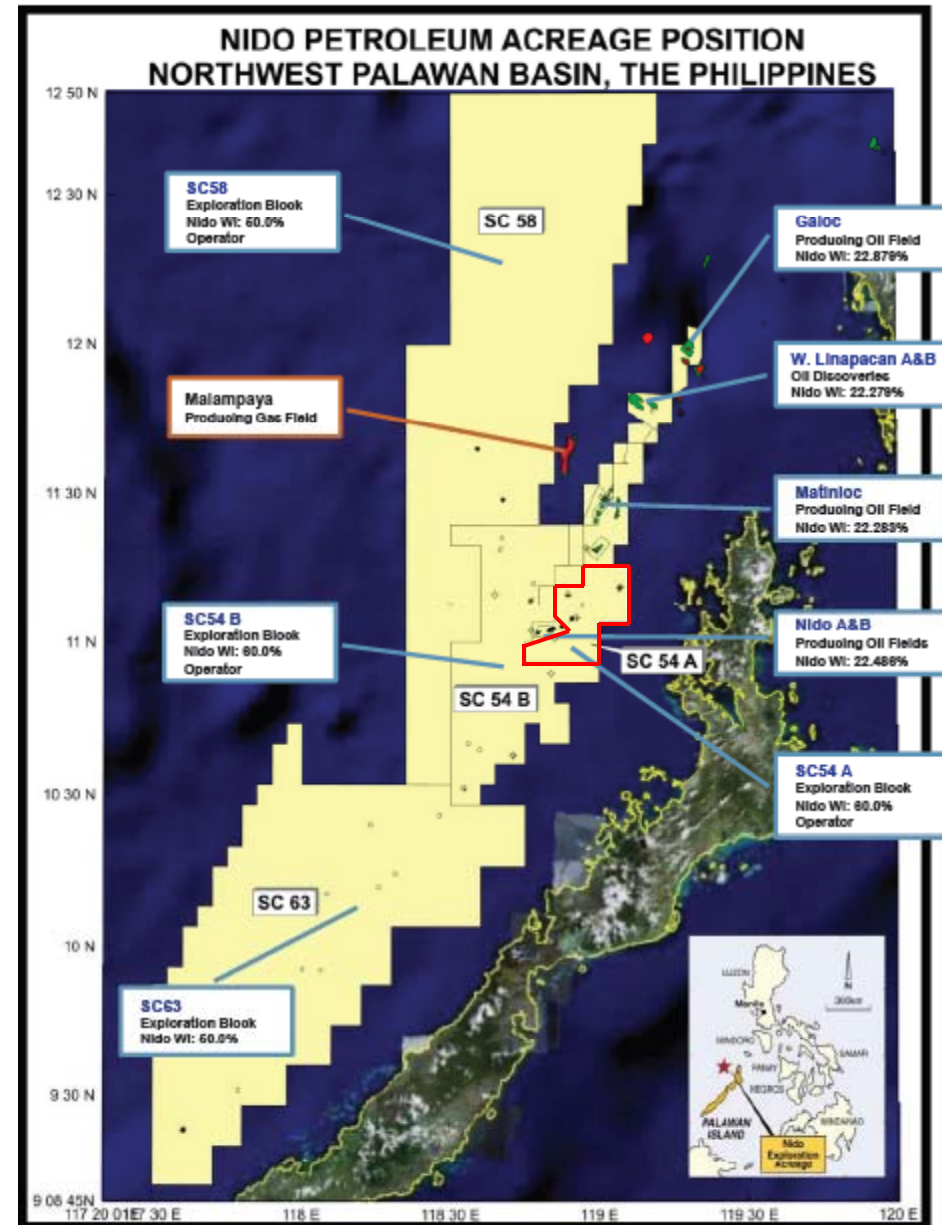 NIDO PETROLEUM ACREAGE POSITION
NORTHWEST PALAWAN BASIN, THE PHILIPPINES
12 50 N
12 30 N
12 N
11 30 N
11 N
10 30 N
10 N
9 30 N
9 08 45N
SC58
Exploration Block
Nido WI: 50.0%
Operator
SC 58
Galoc
Producing Oil Field
Nido WI: 22.879%
W. Linapacan A&B
Oil Discoveries
Nido WI: 22.279%
Malampaya
Producing Gas Field
Matinloc
Producing Oil Field
Nido WI: 22.283%
SC54 B
Exploration Block
Nido WI: 60.0%
Operator
Nido A&B
Producing Oil Fields
Nido WI: 22.486%
SC 54 A
SC 54 B
SC54 A
Exploration Block
Nido WI: 60.0%
Operator
SC 63
SC63
Exploration Block
Nido WI: 50.0%
LUZON
Manila
N
300km
MINDORO
SAMAR
PANAY
NEGROS
MINDANAO
PALAWAN
ISLAND
Nido
Exploration
Acreage
30 E
118 E
118 30 E
119 E
119 30 E
120 E